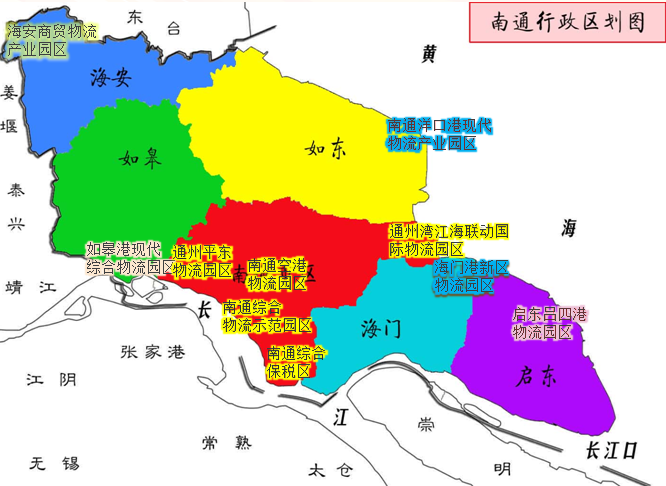 南通行政区划图
东台
海安商贸物流
产业园区
黄
海安
姜
堰
南通洋口港现代
物流产业园区
如皋
如东
泰
兴
海
通州湾江海联动国
际物流园区
如皋港现代
综合物流园区
通州平东
物流园区
南通空港
物流园区
海门港新区
物流园区
靖江
长
南通综合
物流示范园区
启东吕四港
物流园区
海门
张家港
南通综合
保税区
江阴
启东
江
崇
常熟
长江口
无锡
太仓
明